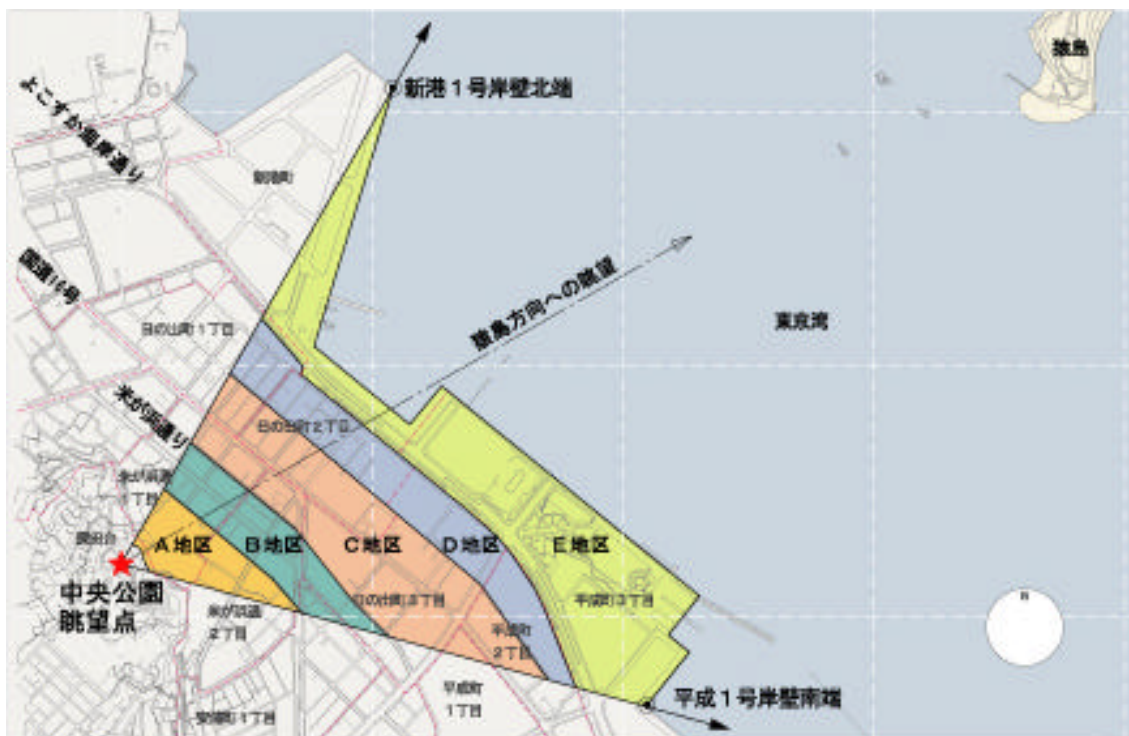 猿島
新港1号岸壁北端
よこすか海岸通り
新港町
国道16号
猿島方向への眺望
東京湾
日の出町1丁目
米が浜通り
日の出町2丁目
米が浜通
1丁目
A地区
B地区
C地区
D地区
E地区
中央公園
眺望点
日の出町3丁目
平成町3丁目
米が浜通
2丁目
平成町
2丁目
平成町
1丁目
平成1号岸壁南端
安浦町1丁目
N